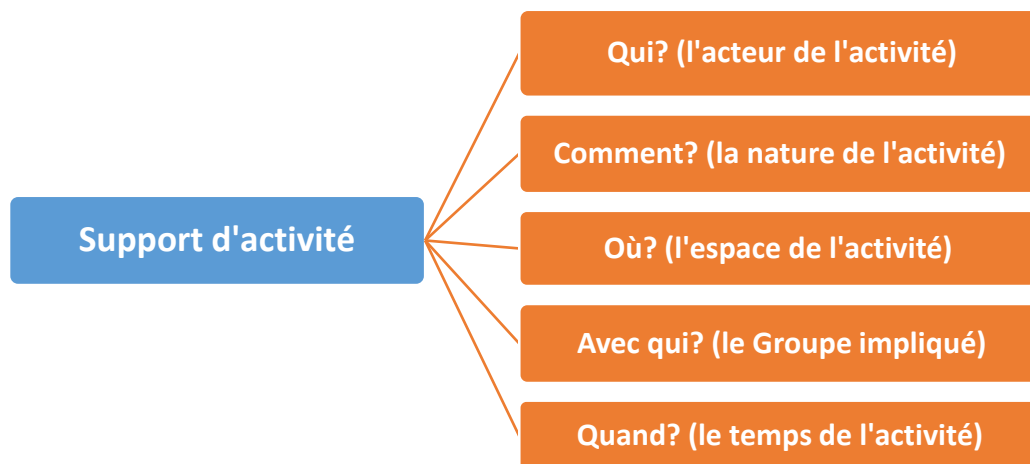 Qui? (l'acteur de l'activité)
Comment? (la nature de l'activité)
Support d'activité
Où? (l'espace de l'activité)
Avec qui? (le Groupe impliqué)
Quand? (le temps de l'activité)